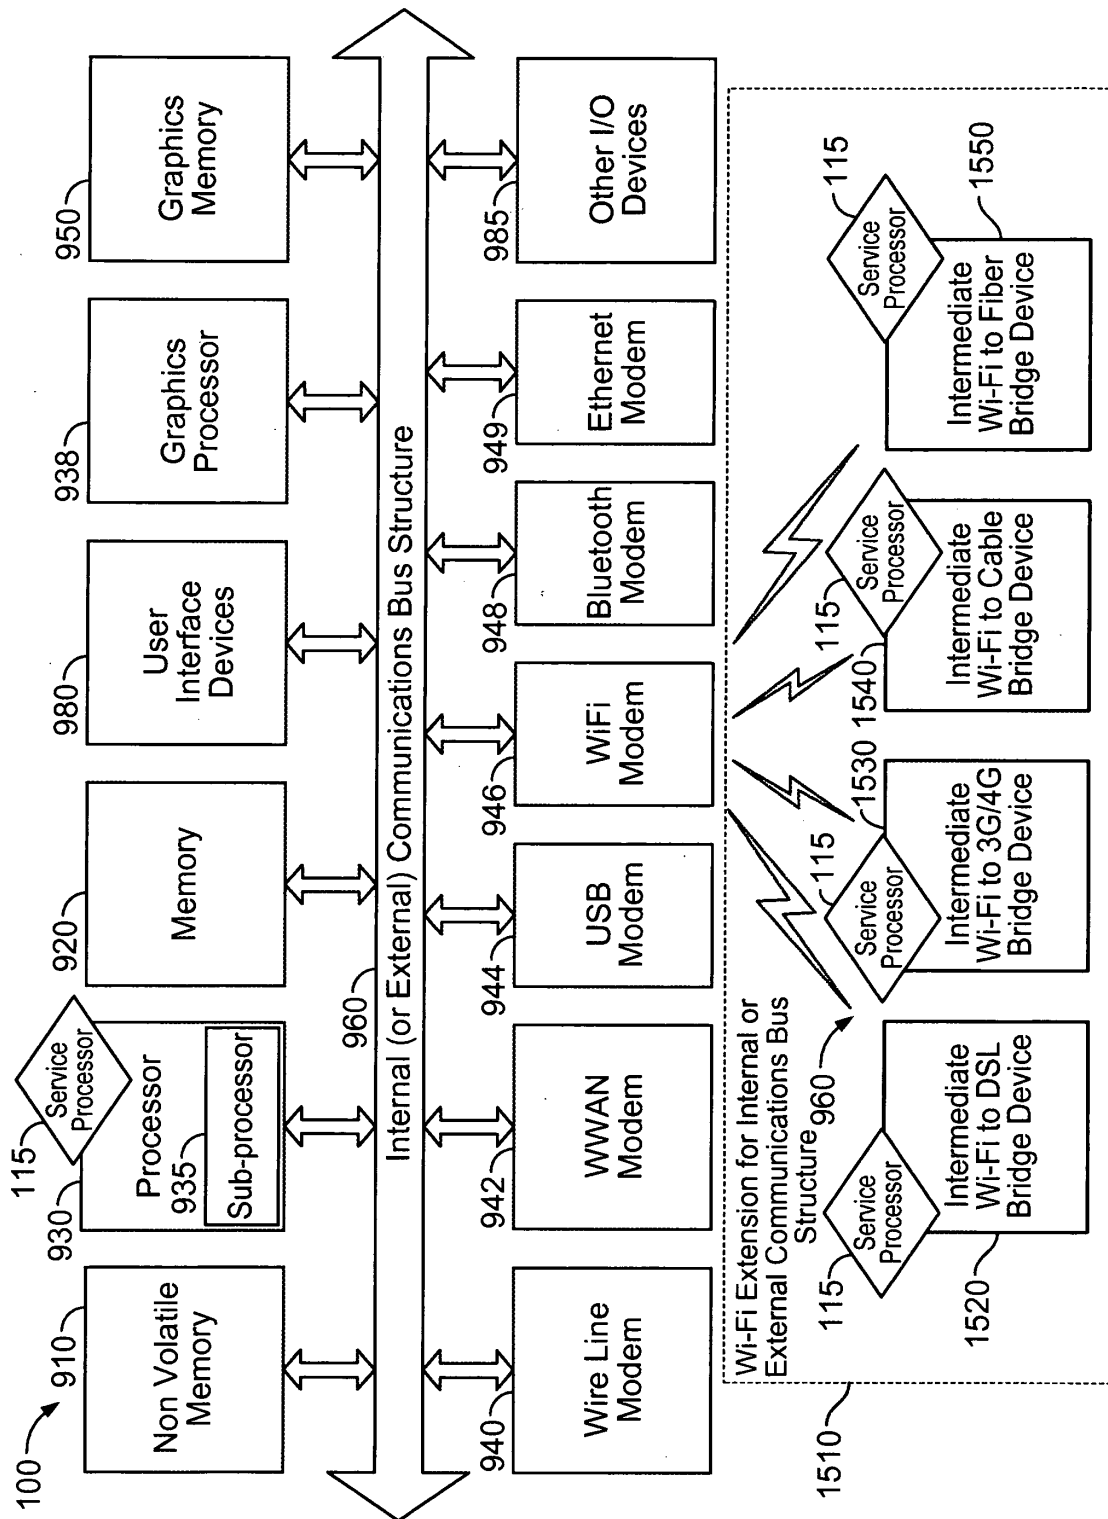 100
910
Non Volatile
Memory
115
930
Service
Processor
Processor
935
Sub-processor
920
Memory
980
User
Interface
Devices
938
Graphics
Processor
950
Graphics
Memory
960
Internal (or External) Communications Bus Structure
940
Wire Line
Modem
942
WWAN
Modem
944
USB
Modem
946
WiFi
Modem
948
Bluetooth
Modem
949
Ethernet
Modem
985
Other I/O
Devices
1510
Wi-Fi Extension for Internal or
External Communications Bus
Structure
960
115
Service
Processor
1520
Intermediate
Wi-Fi to DSL
Bridge Device
115
Service
Processor
1530
Intermediate
Wi-Fi to 3G/4G
Bridge Device
1540
115
Service
Processor
Intermediate
Wi-Fi to Cable
Bridge Device
115
Service
Processor
1550
Intermediate
Wi-Fi to Fiber
Bridge Device